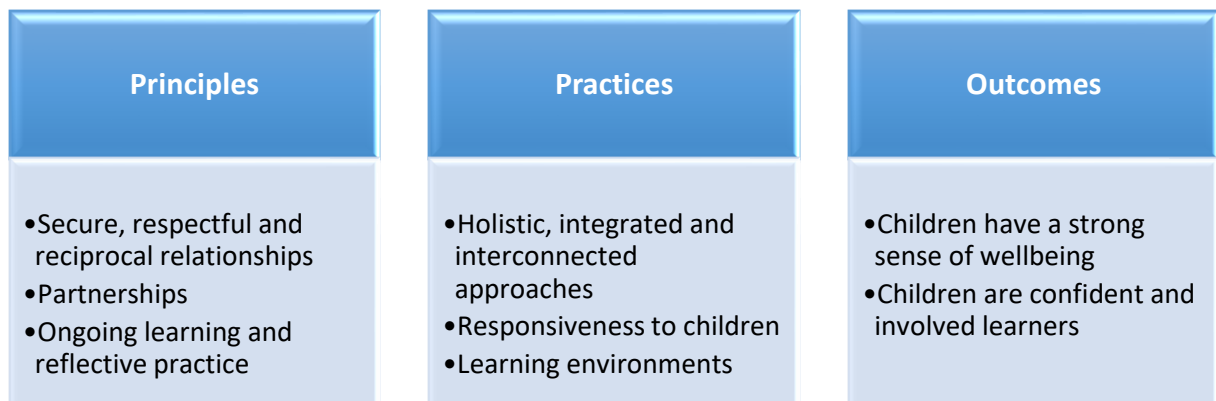 Principles
•Secure, respectful and
reciprocal relationships
•Partnerships
•Ongoing learning and
reflective practice
Practices
•Holistic, integrated and
interconnected
approaches
•Responsiveness to children
•Learning environments
Outcomes
•Children have a strong
sense of wellbeing
•Children are confident and
involved learners